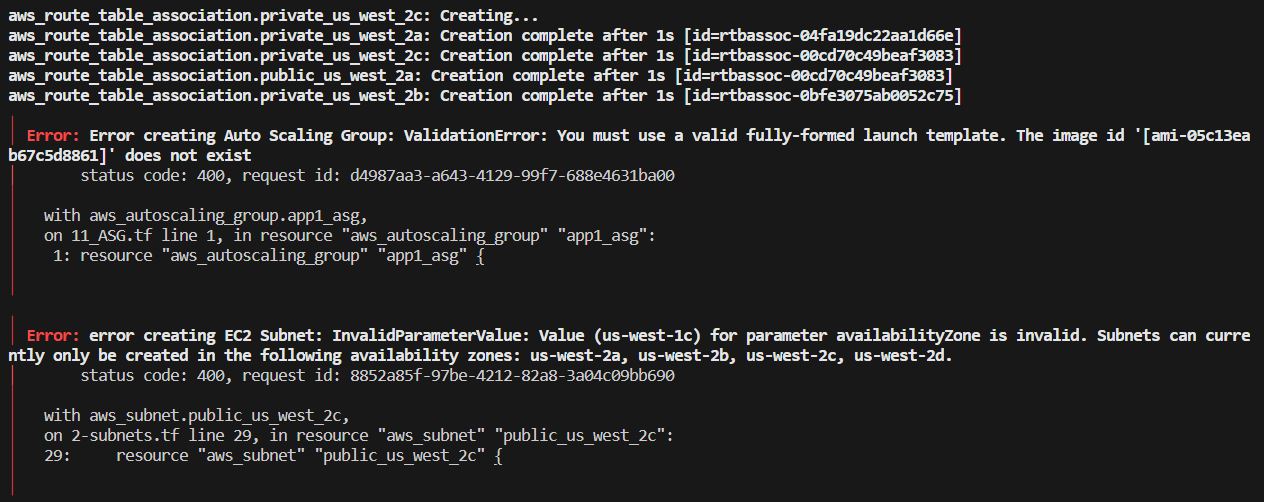 aws_route_table_association.private_us_west_2c: Creating...
aws_route_table_association.private_us_west_2a: Creation complete after 1s [id=rtbassoc-04fa19dc22aa1d66e]
aws_route_table_association.private_us_west_2c: Creation complete after 1s [id=rtbassoc-00cd70c49beaf3083]
aws_route_table_association.public_us_west_2a: Creation complete after 1s [id=rtbassoc-00cd70c49beaf3083]
aws_route_table_association.private_us_west_2b: Creation complete after 1s [id=rtbassoc-0bfe3075ab0052c75]
Error: Error creating Auto Scaling Group: ValidationError: You must use a valid fully-formed launch template. The image id '[ami-05c13ea
b67c5d8861]' does not exist
status code: 400, request id: d4987aa3-a643-4129-99f7-688e4631ba00
with aws_autoscaling_group.app1_asg,
on 11_ASG.tf line 1, in resource "aws_autoscaling_group" "app1_asg":
1: resource "aws_autoscaling_group" "app1_asg" {
Error: error creating EC2 Subnet: InvalidParameterValue: Value (us-west-1c) for parameter availabilityZone is invalid. Subnets can curre
ntly only be created in the following availability zones: us-west-2a, us-west-2b, us-west-2c, us-west-2d.
status code: 400, request id: 8852a85f-97be-4212-82a8-3a04c09bb690
with aws_subnet.public_us_west_2c,
on 2-subnets.tf line 29, in resource "aws_subnet" "public_us_west_2c":
29: resource "aws_subnet" "public_us_west_2c" {